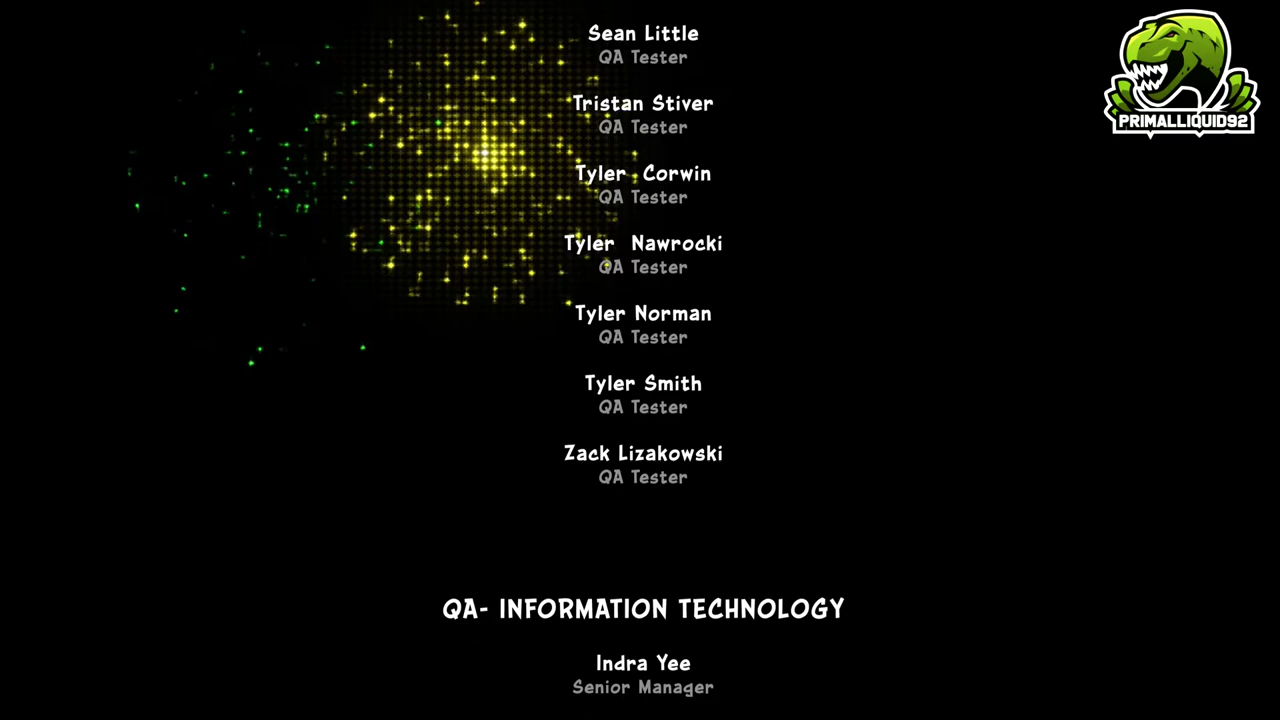 Sean Little
QA Tester
PRIMALLIQUID92
Tristan Stiver
QA Tester
Tyler Corwin
QA Tester
Tyler Nawrocki
QA Tester
Tyler Norman
QA Tester
Tyler Smith
QA Tester
Zack Lizakowski
QA Tester
QA- INFORMATION TECHNOLOGY
Indra Yee
Senior Manager